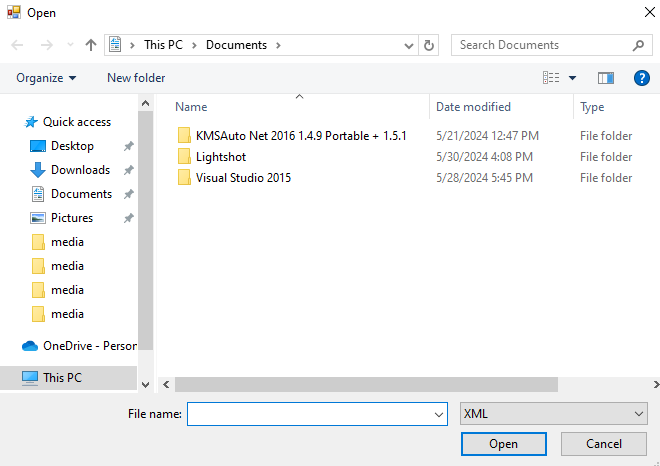 Open
This PC > Documents >
Search Documents
Organize
New folder
?
Name
Date modified
Type
Quick access
Desktop
Downloads
Documents
Pictures
media
media
media
media
OneDrive - Person
This PC
KMSAuto Net 2016 1.4.9 Portable + 1.5.1 5/21/2024 12:47 PM File folder
Lightshot 5/30/2024 4:08 PM File folder
Visual Studio 2015 5/28/2024 5:45 PM File folder
File name:
XML
Open
Cancel